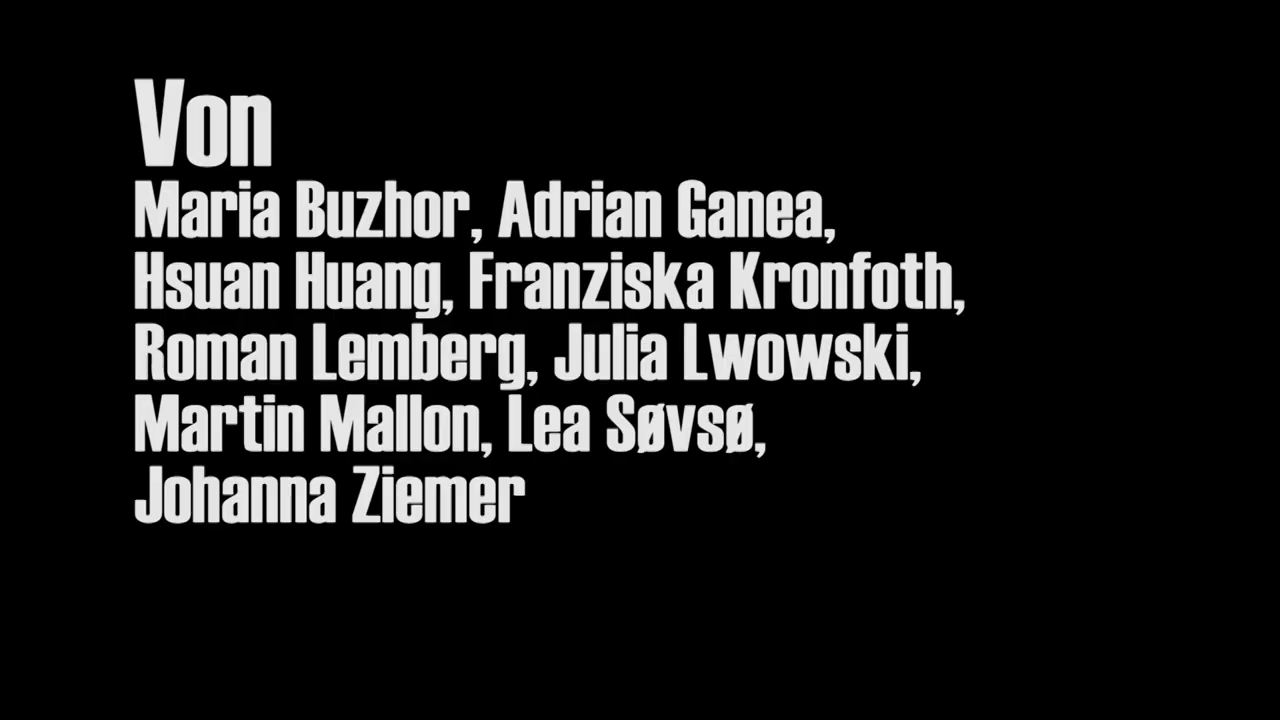 Von
Maria Buzhor, Adrian Ganea,
Hsuan Huang, Franziska Kronfoth,
Roman Lemberg, Julia Lwowski,
Martin Mallon, Lea Søvsø,
Johanna Ziemer